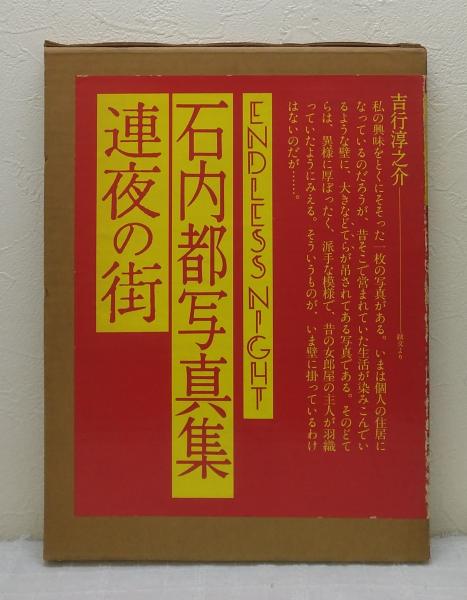 吉行淳之介――――序文より
私の興味をとくにそそった一枚の写真がある。いまは個人の住居に
なっているのだろうが、昔そこで営まれていた生活が染みこんでい
るような壁に、大きなどてらが吊されてある写真である。そのどて
らは、異様に厚ぼったく、派手な模様で、昔の女郎屋の主人が羽織
っていたようにみえる。そういうものが、いま壁に掛っているわけ
はないのだが……。
ENDLESS NIGHT
石内都写真集
連夜の街